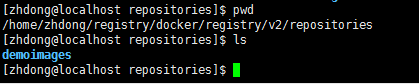 [zhdong@localhost repositories]$ pwd
/home/zhdong/registry/docker/registry/v2/repositories
[zhdong@localhost repositories]$ ls
demoimages
[zhdong@localhost repositories]$